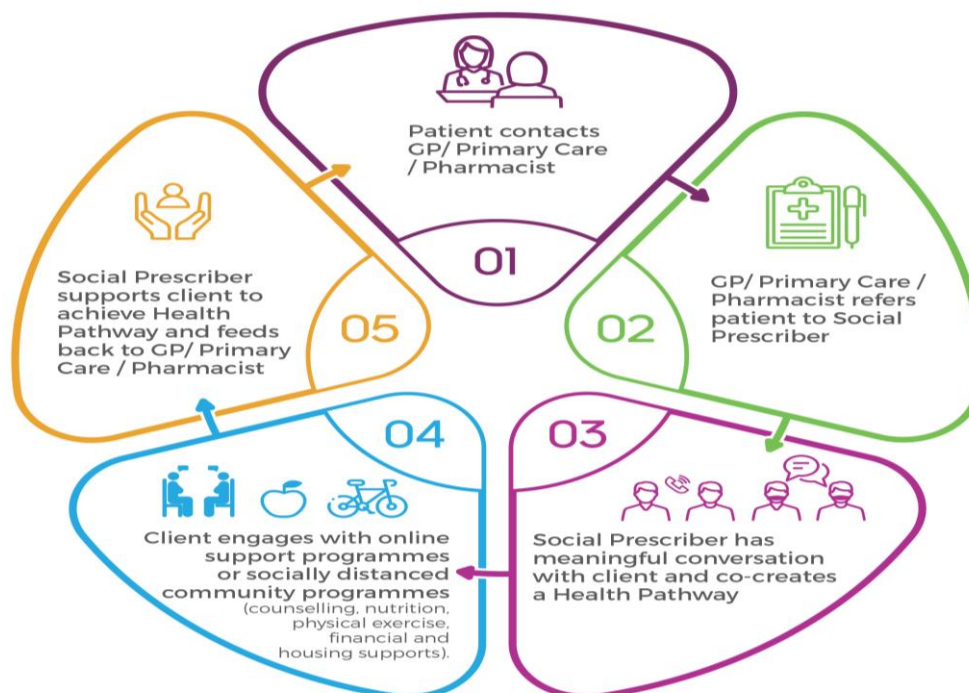 Patient contacts
GP/ Primary Care
/ Pharmacist
01
GP/ Primary Care /
Pharmacist refers
patient to Social
Prescriber
02
03
Social Prescriber has
meaningful conversation
with client and co-creates
a Health Pathway
04
Client engages with online
support programmes
or socially distanced
community programmes
(counselling, nutrition,
physical exercise,
financial and
housing supports).
Social Prescriber
supports client to
achieve Health
Pathway and feeds
back to GP/ Primary
Care / Pharmacist
05